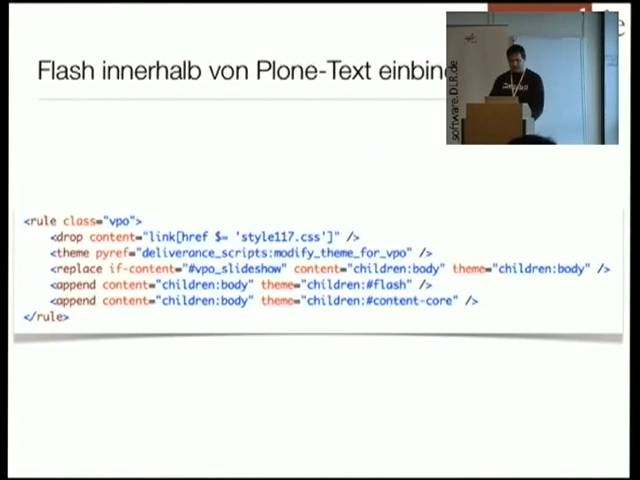 Flash innerhalb von Plone-Text
software.DLR.de
<rule class="vpo">
<drop content="link[href $= 'style117.css']" />
<theme pyref="deliverance_scripts:modify_theme_for_vpo" />
<replace if-content="#vpo_slideshow" content="children:body" theme="children:body" />
<append content="children:body" theme="children:#flash" />
<append content="children:body" theme="children:#content-core" />
</rule>